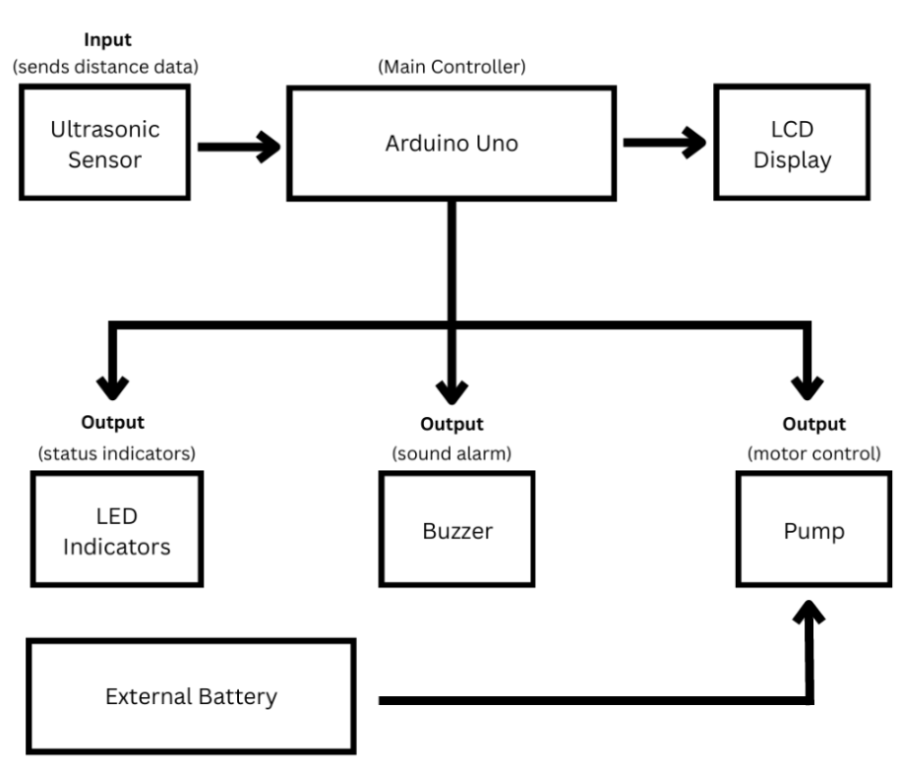 Input
(sends distance data)
Ultrasonic
Sensor
(Main Controller)
Arduino Uno
LCD
Display
Output
(status indicators)
LED
Indicators
Output
(sound alarm)
Buzzer
Output
(motor control)
Pump
External Battery